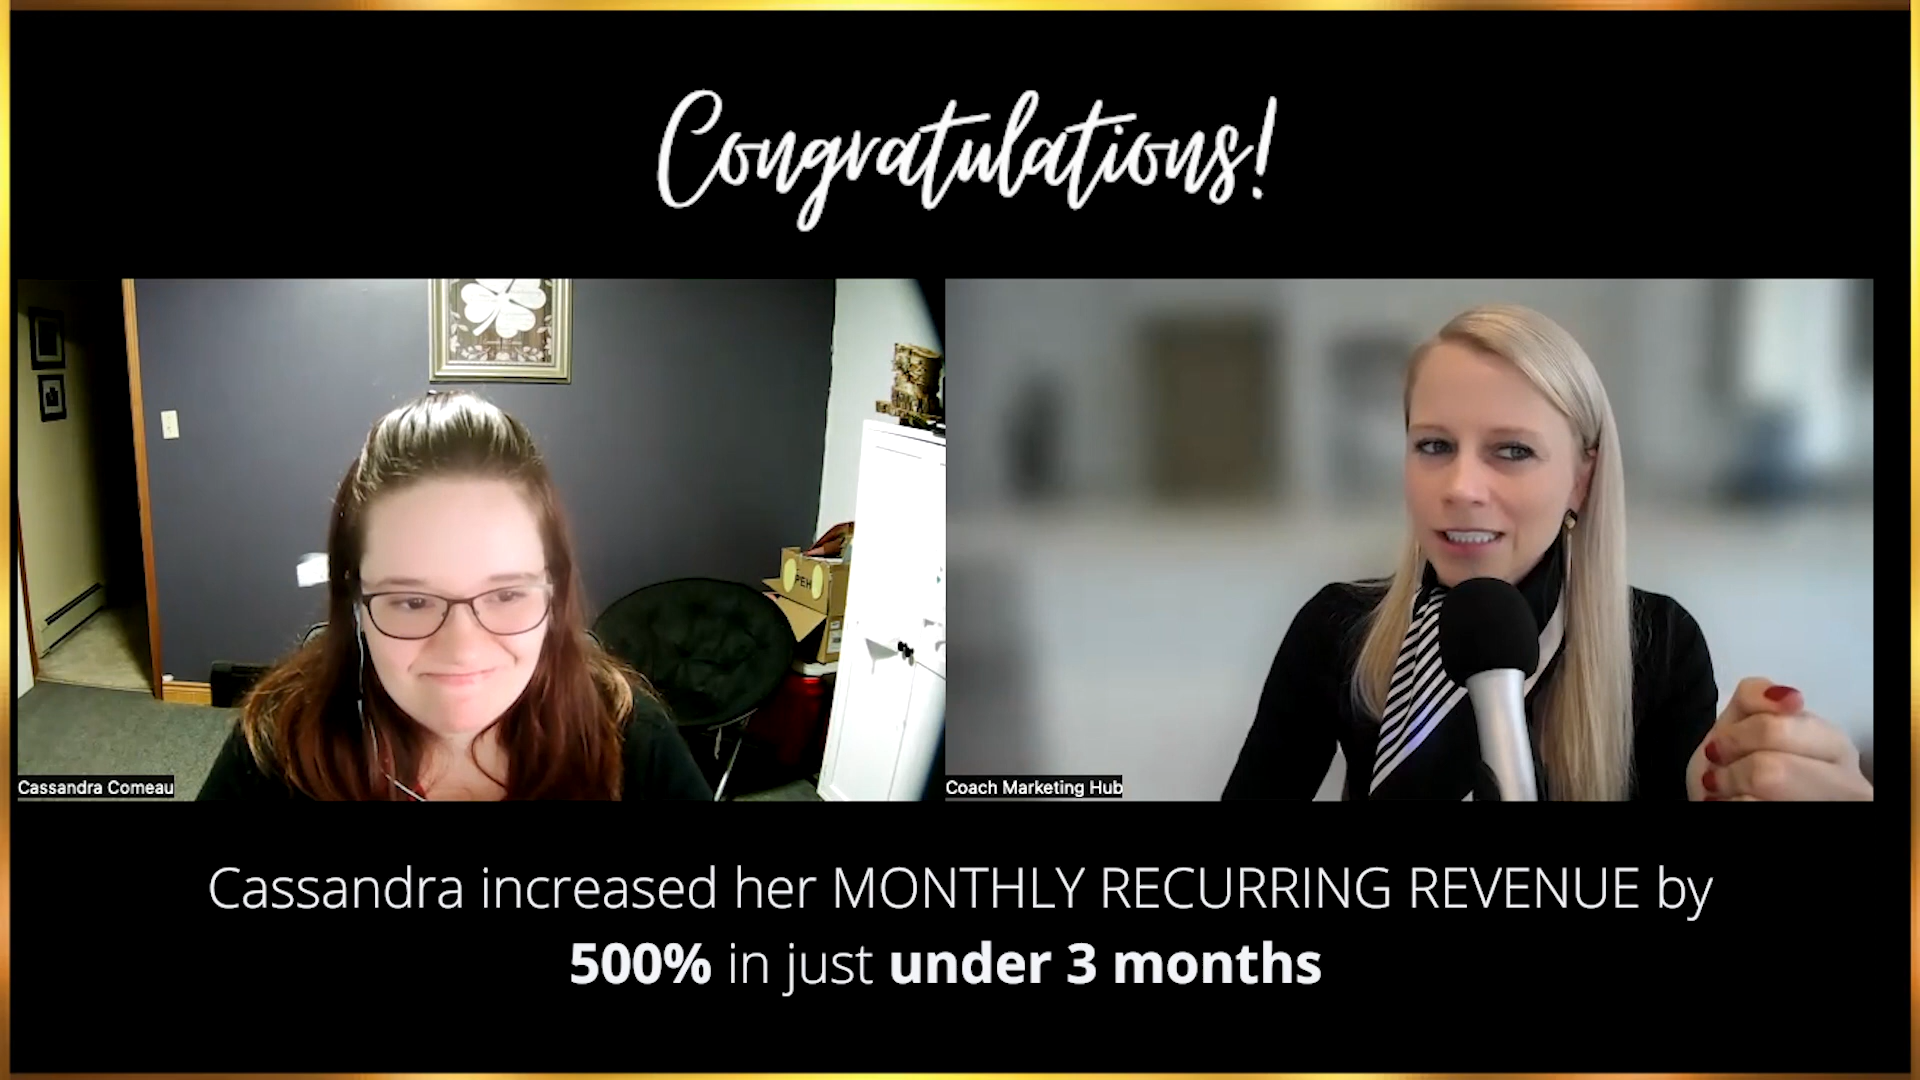 Congratulations!
PEH
Cassandra Comeau
Coach Marketing Hub
Cassandra increased her MONTHLY RECURRING REVENUE by
500% in just under 3 months